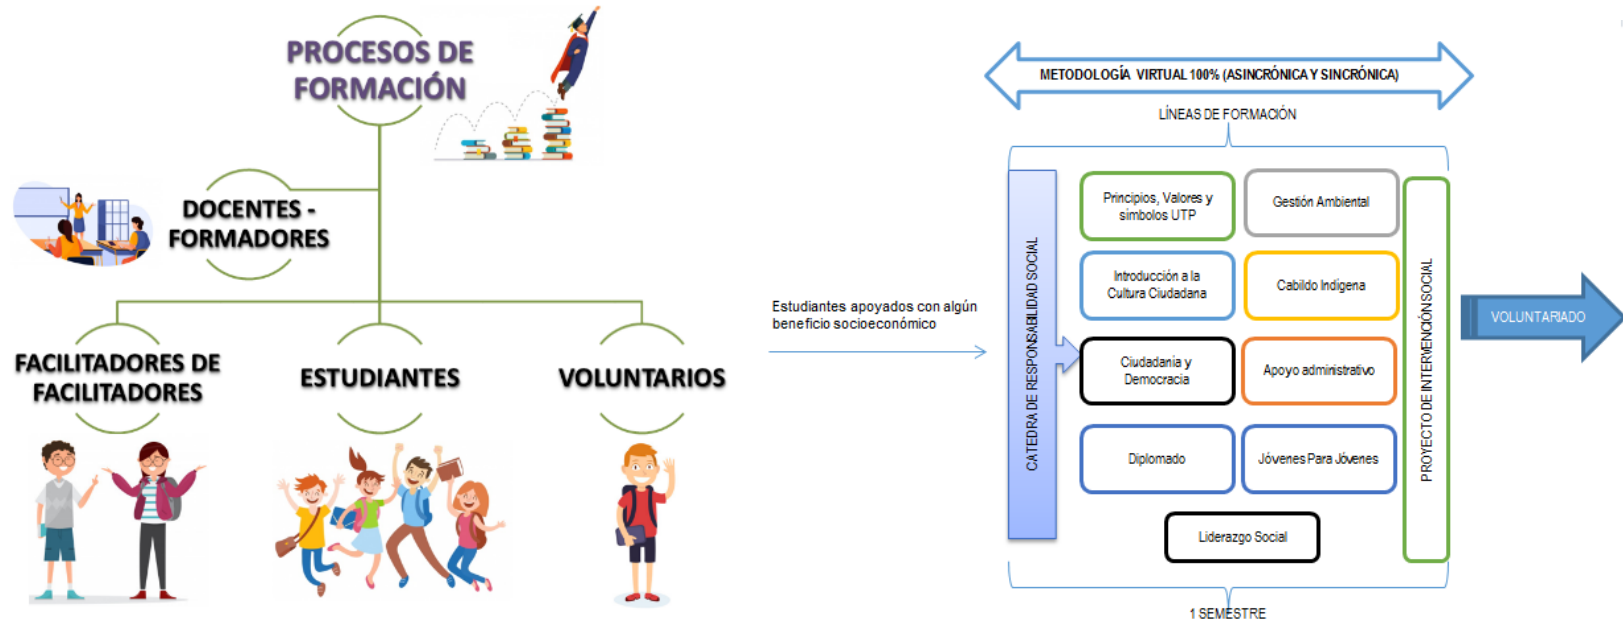 PROCESOS DE
FORMACIÓN
DOCENTES -
FORMADORES
FACILITADORES DE
FACILITADORES
ESTUDIANTES
VOLUNTARIOS
Estudiantes apoyados con algún
beneficio socioeconómico
METODOLOGÍA VIRTUAL 100% (ASINCRÓNICA Y SINCRÓNICA)
LÍNEAS DE FORMACIÓN
CATEDRA DE RESPONSABILIDAD SOCIAL
Principios, Valores y
símbolos UTP
Gestión Ambiental
Introducción a la
Cultura Ciudadana
Cabildo Indígena
Ciudadanía y
Democracia
Apoyo administrativo
Diplomado
Jóvenes Para Jóvenes
Liderazgo Social
PROYECTO DE INTERVENCIÓN SOCIAL
VOLUNTARIADO
1 SEMESTRE